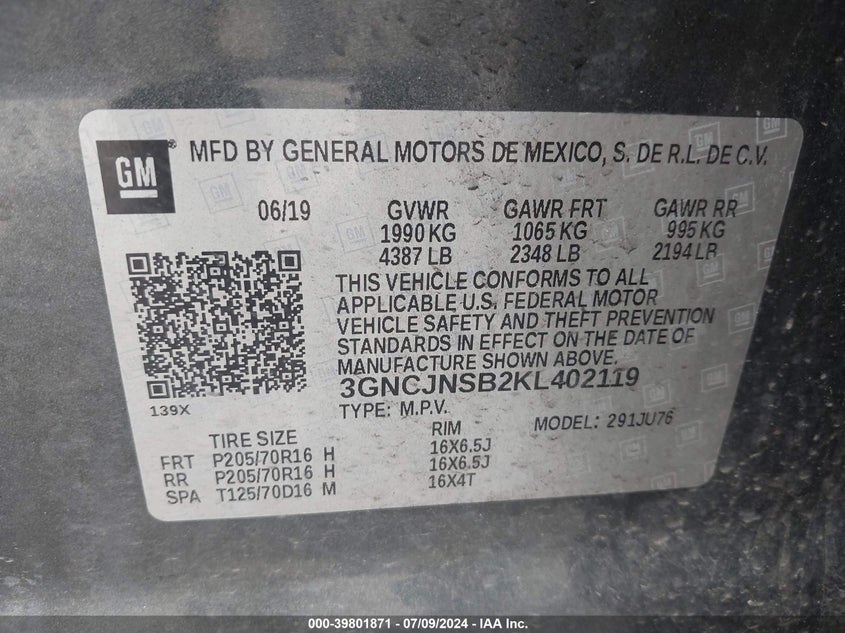 GM
MFD BY GENERAL MOTORS DE MEXICO, S. DE R.L. DE C.V.
06/19 GVWR GAWR FRT GAWR RR
1990 KG 1065 KG 995 KG
4387 LB 2348 LB 2194 LB
THIS VEHICLE CONFORMS TO ALL
APPLICABLE U.S. FEDERAL MOTOR
VEHICLE SAFETY AND THEFT PREVENTION
STANDARDS IN EFFECT ON THE DATE OF
MANUFACTURE SHOWN ABOVE.
3GNCJNSB2KL402119
139X
TYPE: M.P.V. MODEL: 291JU76
TIRE SIZE RIM
FRT P205/70R16 H 16X6.5J
RR P205/70R16 H 16X6.5J
SPA T125/70D16 M 16X4T
000-39801871 / 07/09/2024 - IAA Inc.